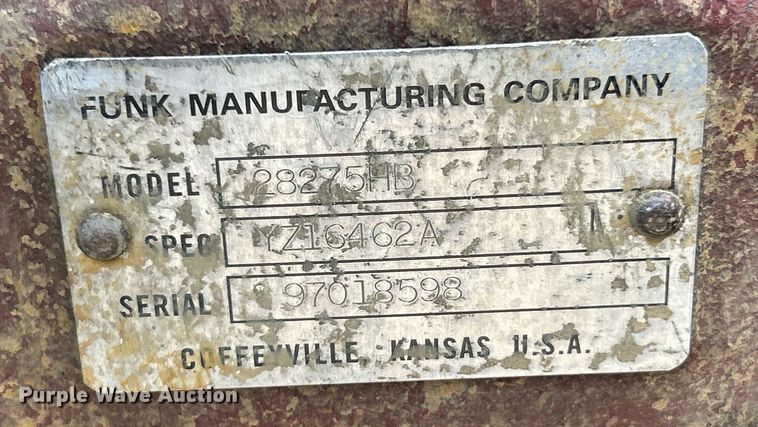 FUNK MANUFACTURING COMPANY
MODEL 28275HB
SPEC YZ16462A
SERIAL 97018598
COFFEYVILLE, KANSAS U.S.A.
Purple Wave Auction